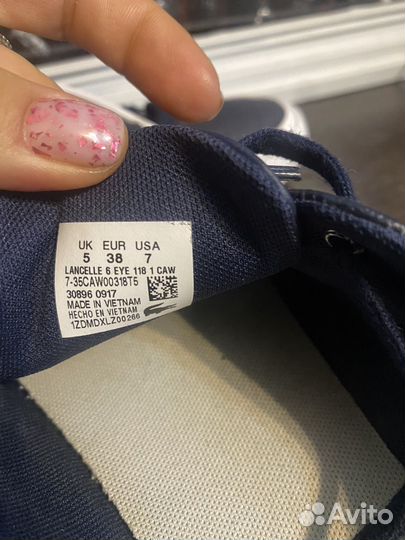 UK EUR USA
5 38 7
LANCELLE 6 EYE 118 1 CAW
7-35CAW00318T5
30896 0917
MADE IN VIETNAM
HECHO EN VIETNAM
1ZDMDXLZ00266
Avito